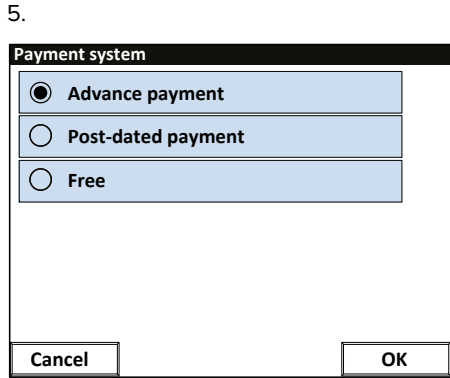 5.
Payment system
Advance payment
Post-dated payment
Free
Cancel OK